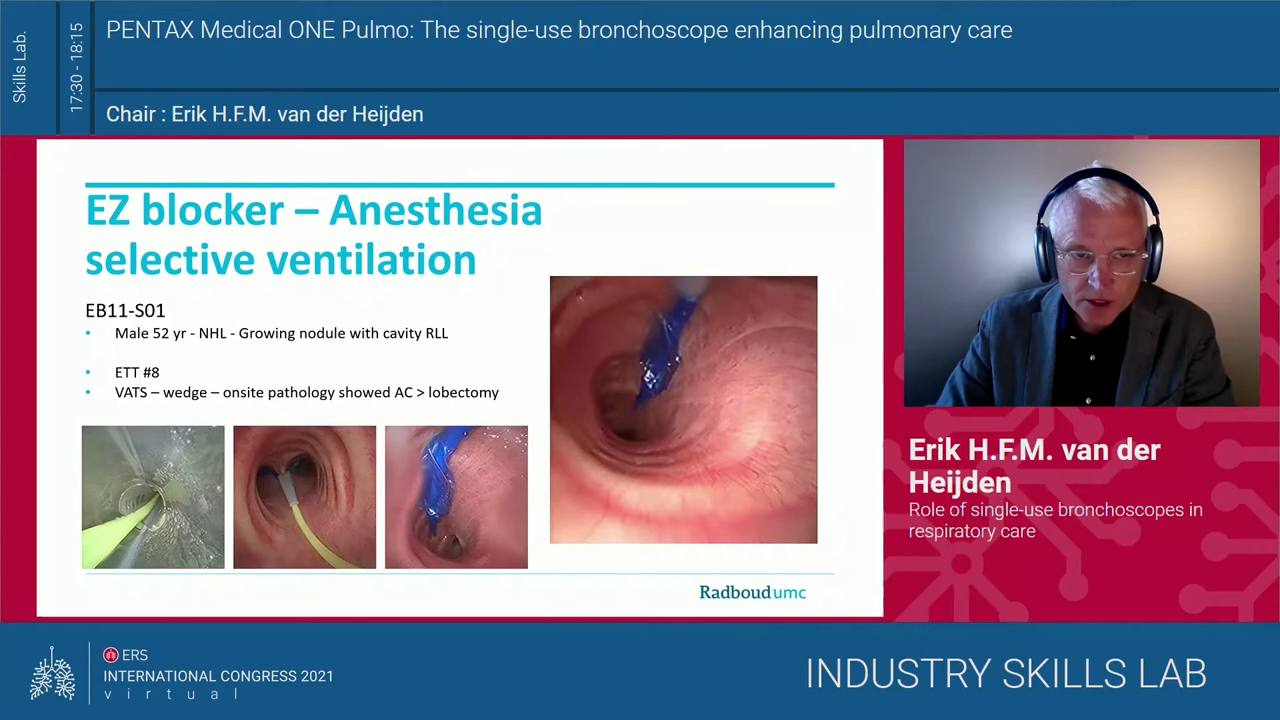 Skills Lab.
17:30 - 18:15
PENTAX Medical ONE Pulmo: The single-use bronchoscope enhancing pulmonary care
Chair : Erik H.F.M. van der Heijden
EZ blocker – Anesthesia
selective ventilation
EB11-S01
• Male 52 yr - NHL - Growing nodule with cavity RLL
• ETT #8
• VATS – wedge – onsite pathology showed AC > lobectomy
Radboudumc
Erik H.F.M. van der
Heijden
Role of single-use bronchoscopes in
respiratory care
ERS
INTERNATIONAL CONGRESS 2021
virtual
INDUSTRY SKILLS LAB